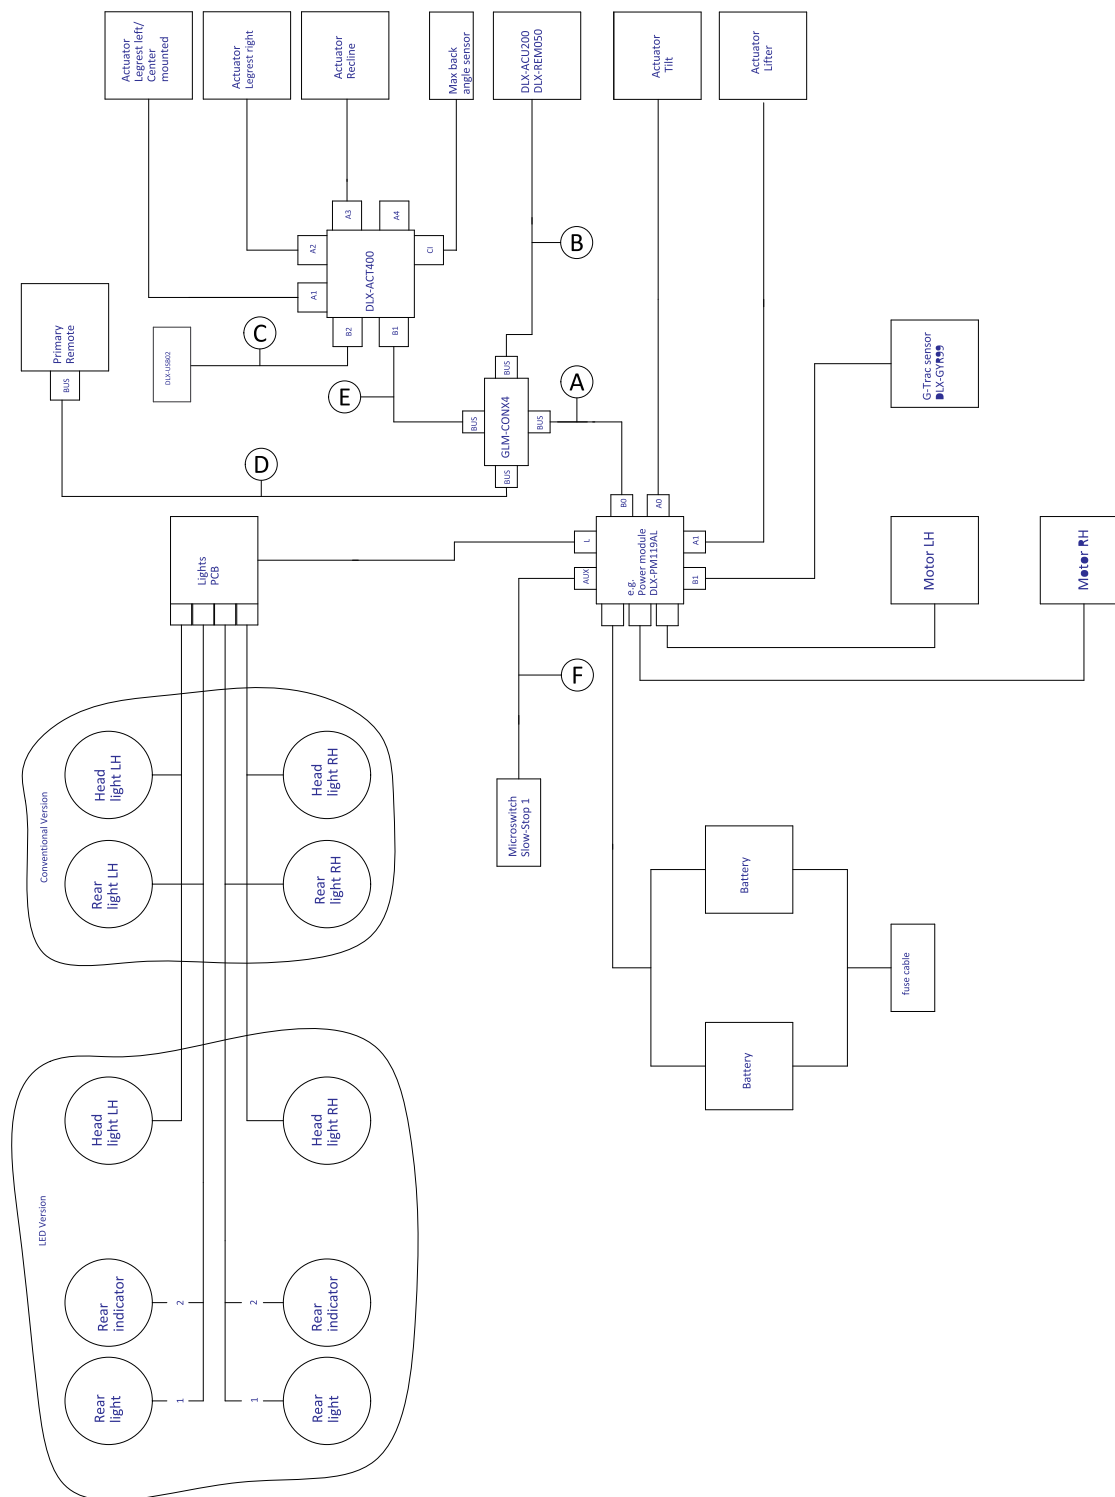 Actuator
Legrest left/
Center
mounted
Actuator
Legrest right
Actuator
Recline
Max back
angle sensor
DLX-ACU200
DLX-REM050
Actuator
Tilt
Actuator
Lifter
A3
A4
A2
CI
DLX-ACT400
A1
B2
B1
B
C
Primary
Remote
BUS
DLX-USB02
E
BUS
BUS
GLM-CONX4
BUS
BUS
A
D
G-Trac sensor
B0
A0
L
A1
AUX
B1
e.g.
Power module
DLX-PM119AL
Lights
PCB
Motor LH
Motor RH
F
Microswitch
Slow-Stop 1
Conventional Version
Head
light LH
Head
light RH
Rear
light LH
Rear
light RH
Battery
Battery
fuse cable
LED Version
Head
light LH
Head
light RH
Rear
indicator
2
2
Rear
indicator
Rear
light
1
1
Rear
light